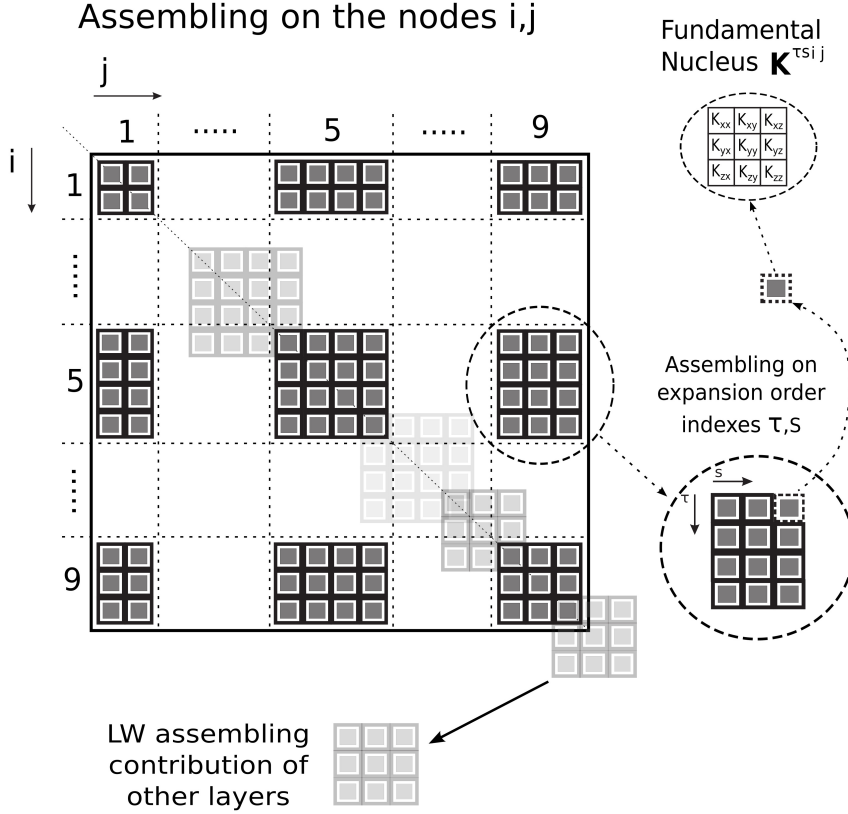 Assembling on the nodes i,j
Fundamental
Nucleus K^τsij
j
1 ..... 5 ..... 9
i
1
.....
5
.....
9
Kxx Kxy Kxz
Kyx Kyy Kyz
Kzx Kzy Kzz
Assembling on
expansion order
indexes τ,s
s
τ
LW assembling
contribution of
other layers